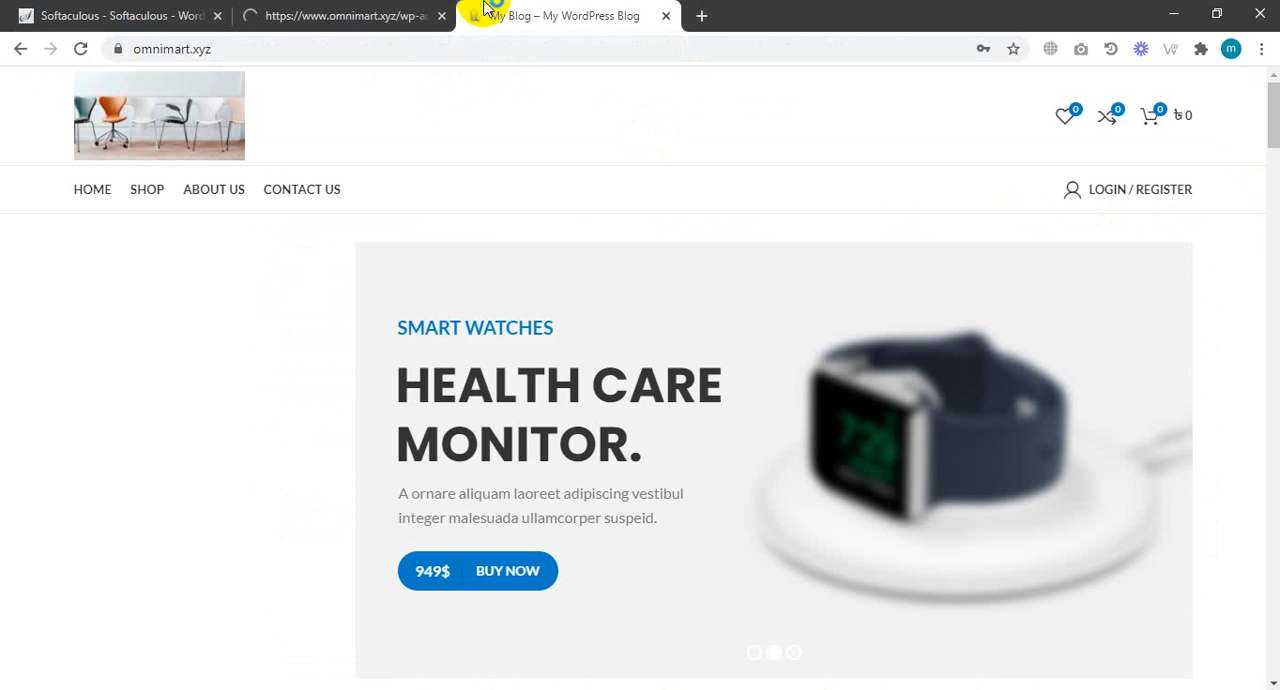 Softaculous - Softaculous - Word
https://www.omnimart.xyz/wp-a
My Blog – My WordPress Blog
omnimart.xyz
m
0
0
0
৳ 0
HOME SHOP ABOUT US CONTACT US
LOGIN / REGISTER
SMART WATCHES
HEALTH CARE
MONITOR.
A ornare aliquam laoreet adipiscing vestibul
integer malesuada ullamcorper suspeid.
949$ BUY NOW